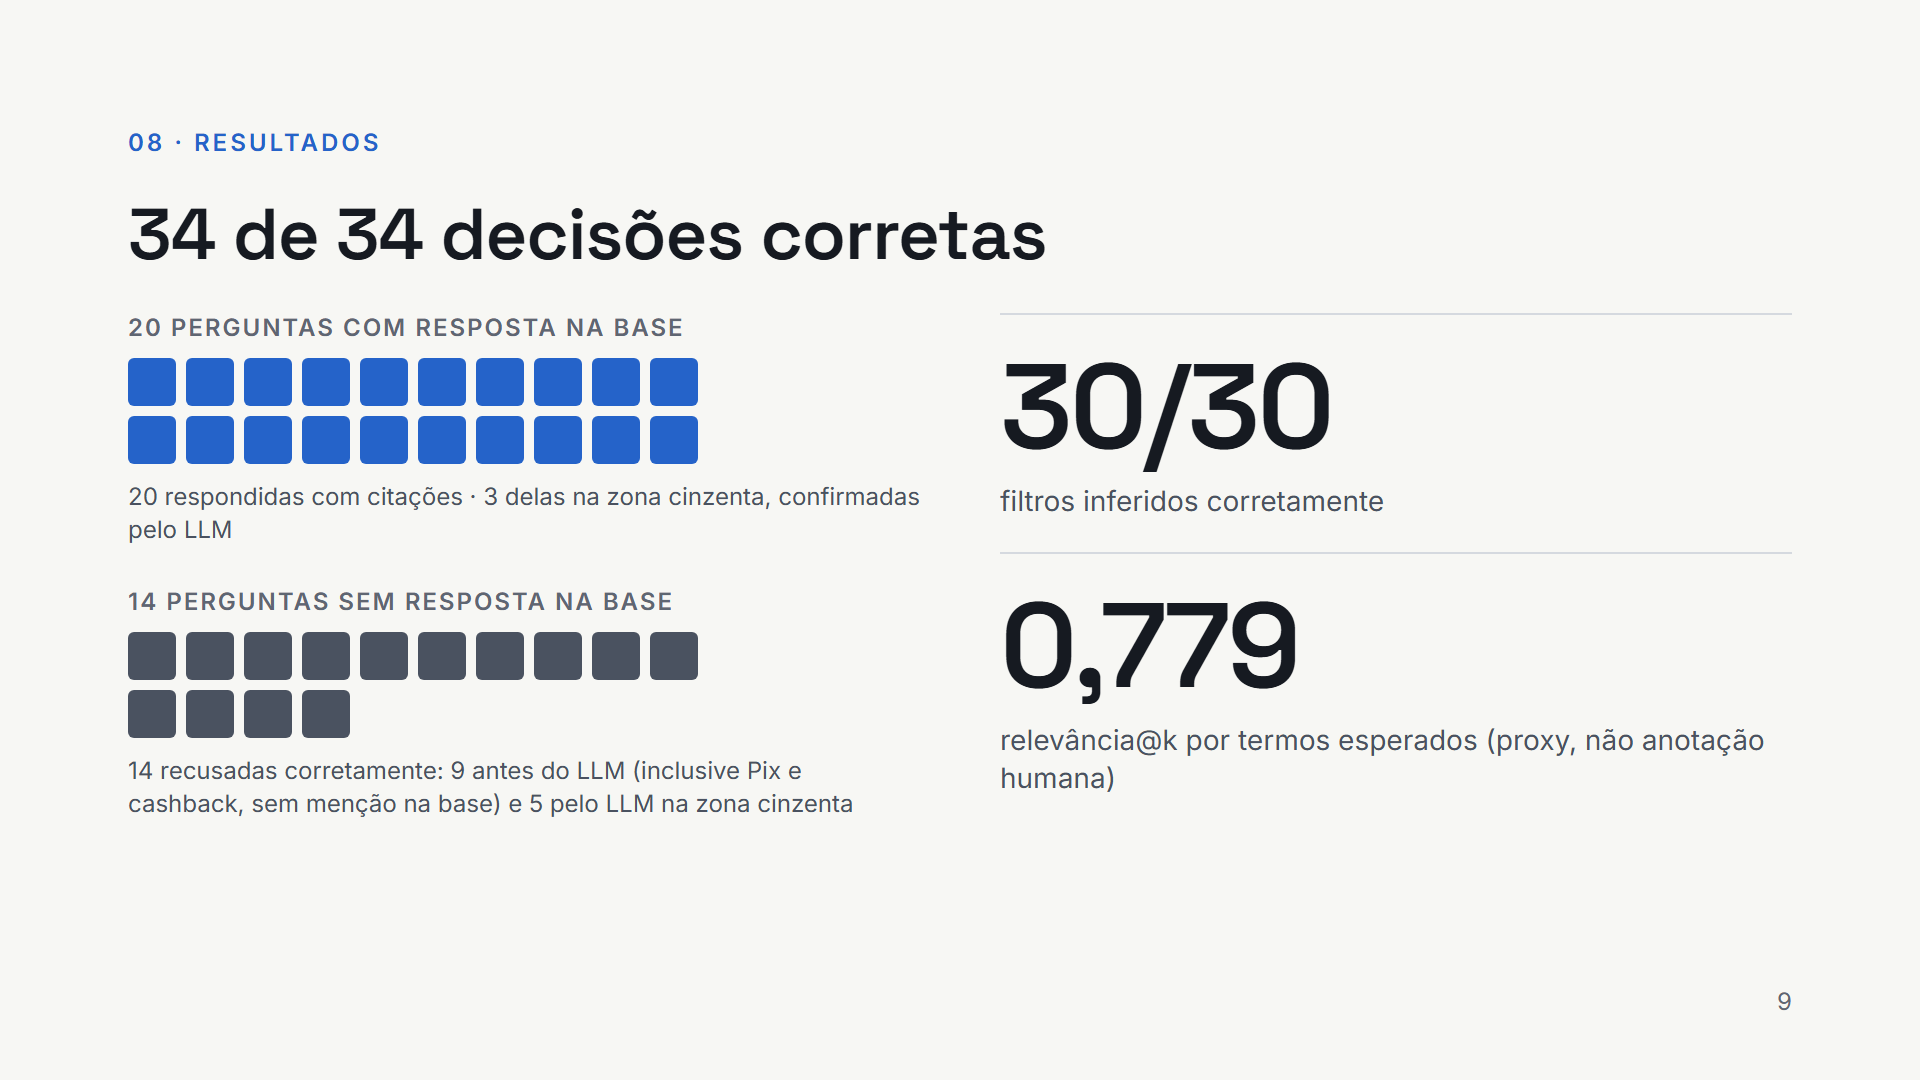 08 · RESULTADOS
34 de 34 decisões corretas
20 PERGUNTAS COM RESPOSTA NA BASE
20 respondidas com citações · 3 delas na zona cinzenta, confirmadas
pelo LLM
14 PERGUNTAS SEM RESPOSTA NA BASE
14 recusadas corretamente: 9 antes do LLM (inclusive Pix e
cashback, sem menção na base) e 5 pelo LLM na zona cinzenta
30/30
filtros inferidos corretamente
0,779
relevância@k por termos esperados (proxy, não anotação
humana)
9